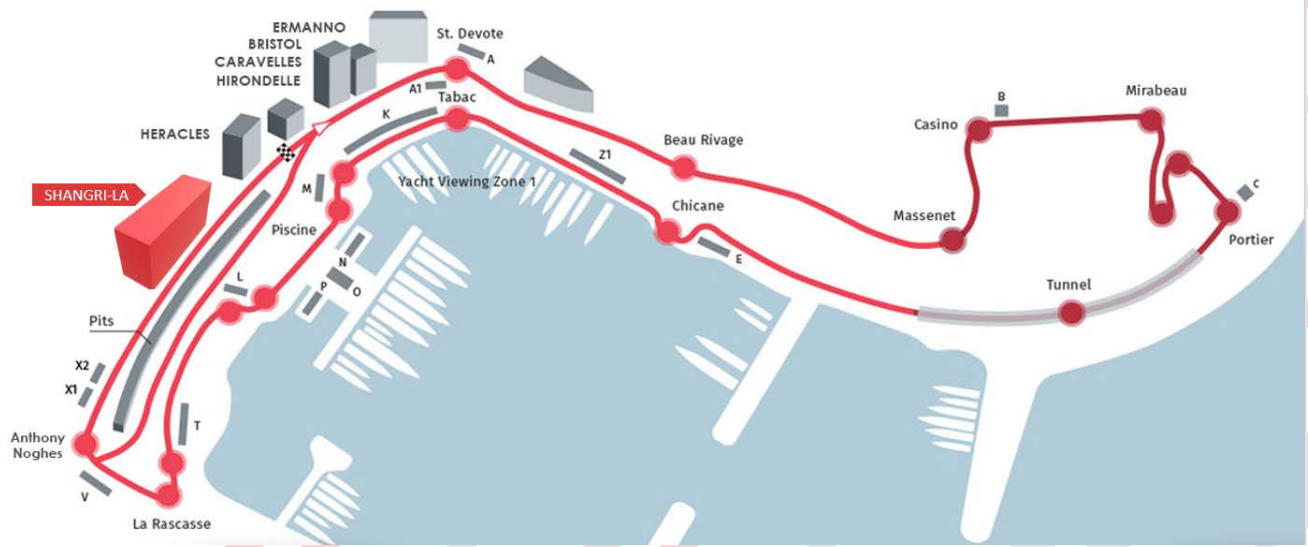 ERMANNO
BRISTOL
CARAVELLES
HIRONDELLE
HERACLES
SHANGRI-LA
St. Devote
A
A1
Tabac
K
Z1
Beau Rivage
Casino
B
Mirabeau
C
Portier
Massenet
Tunnel
Chicane
E
Yacht Viewing Zone 1
M
Piscine
N
O
P
L
Pits
X2
X1
T
Anthony
Noghes
V
La Rascasse